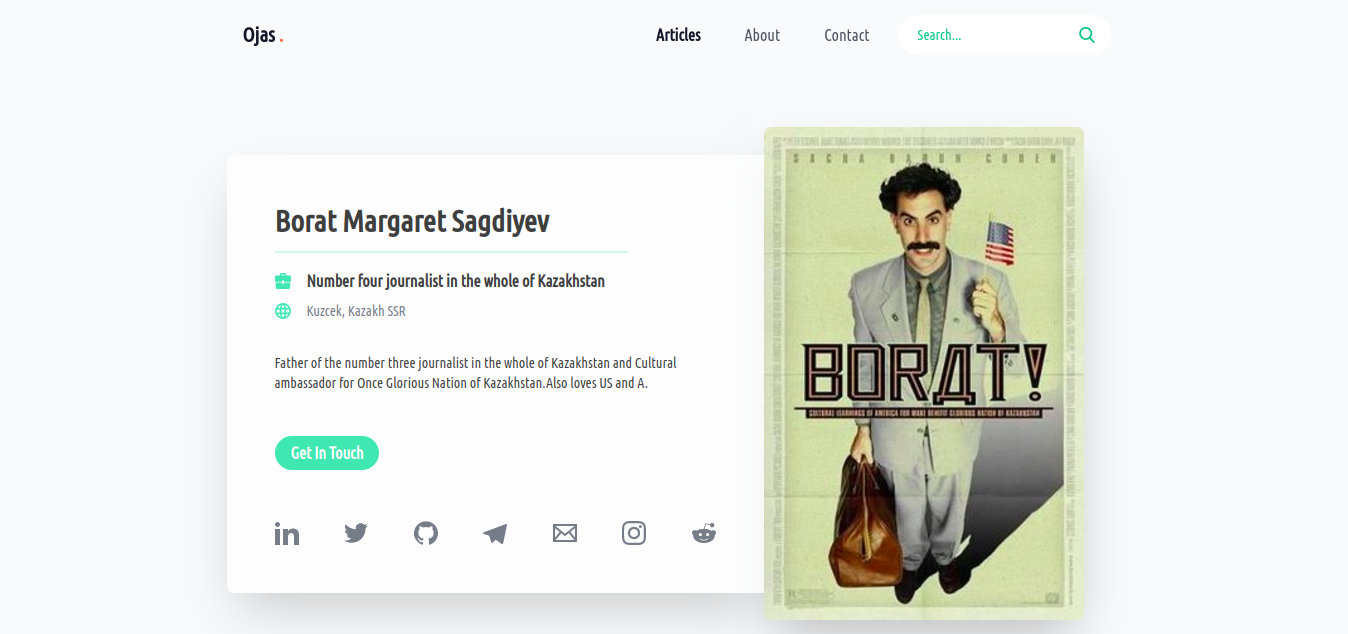 Ojas .
Articles
About
Contact
Search...
SACHA BARON COHEN
Borat Margaret Sagdiyev
Number four journalist in the whole of Kazakhstan
Kuzcek, Kazakh SSR
Father of the number three journalist in the whole of Kazakhstan and Cultural
ambassador for Once Glorious Nation of Kazakhstan.Also loves US and A.
BORДT!
CULTURAL LEARNINGS OF AMERICA FOR MAKE BENEFIT GLORIOUS NATION OF KAZAKHSTAN
Get In Touch